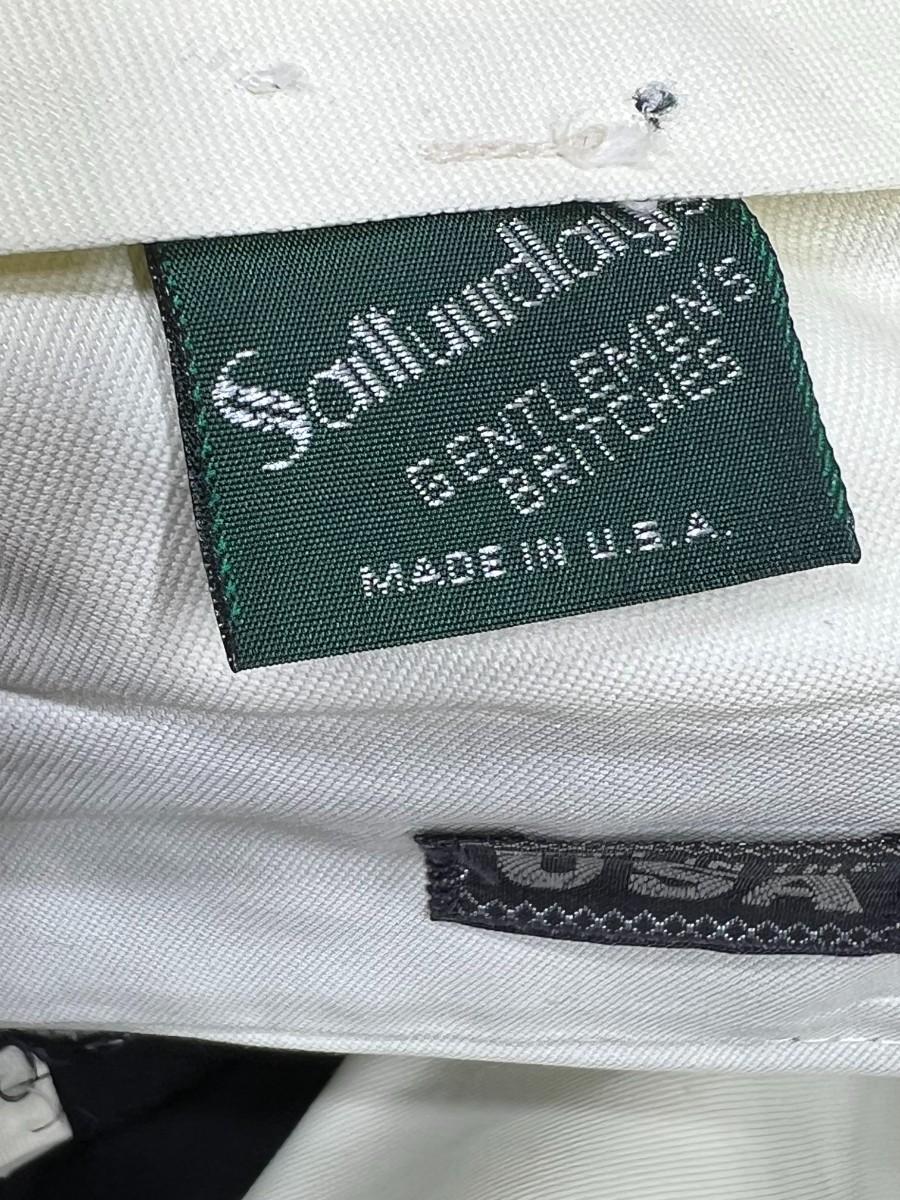 Saturdays
GENTLEMEN'S
BRITCHES
MADE IN U.S.A.
USA